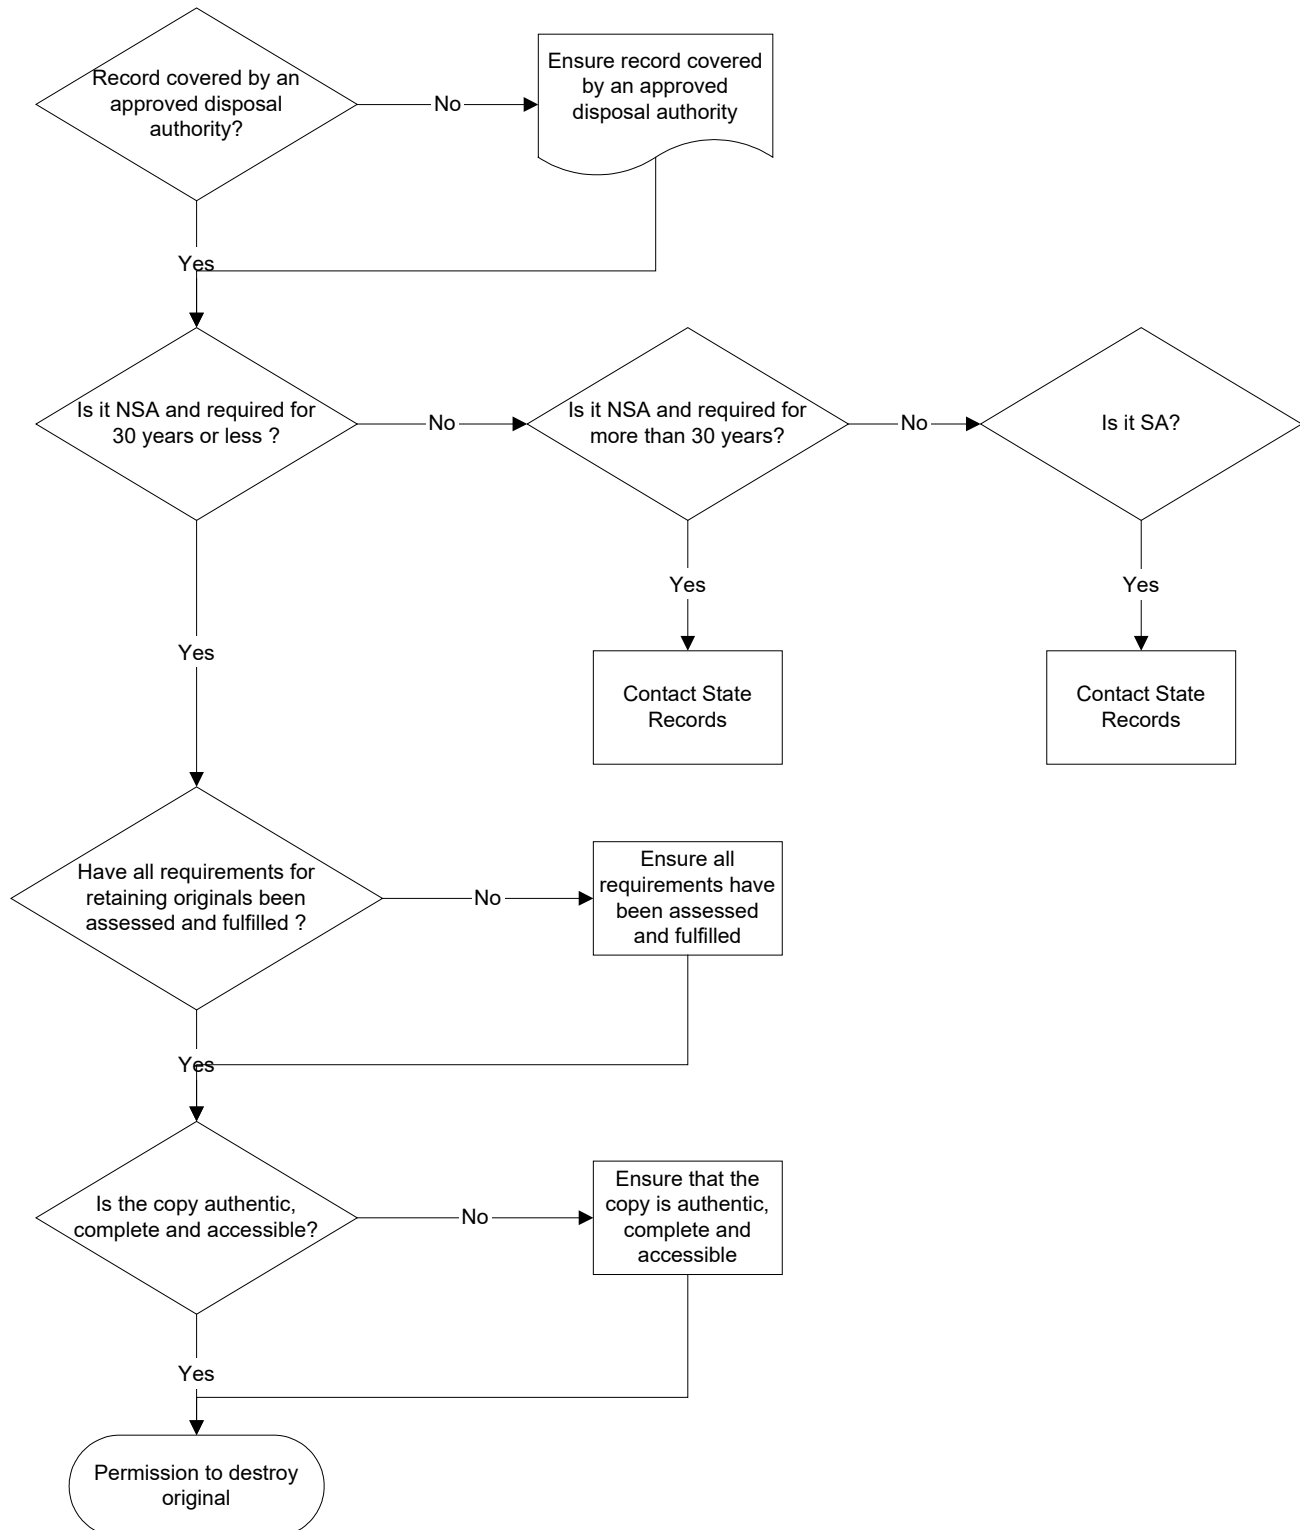 Record covered by an
approved disposal
authority?
No
Ensure record covered
by an approved
disposal authority
Yes
Is it NSA and required for
30 years or less ?
No
Is it NSA and required for
more than 30 years?
No
Is it SA?
Yes
Yes
Yes
Contact State
Records
Contact State
Records
Have all requirements for
retaining originals been
assessed and fulfilled ?
No
Ensure all
requirements have
been assessed
and fulfilled
Yes
Is the copy authentic,
complete and accessible?
No
Ensure that the
copy is authentic,
complete and
accessible
Yes
Permission to destroy
original